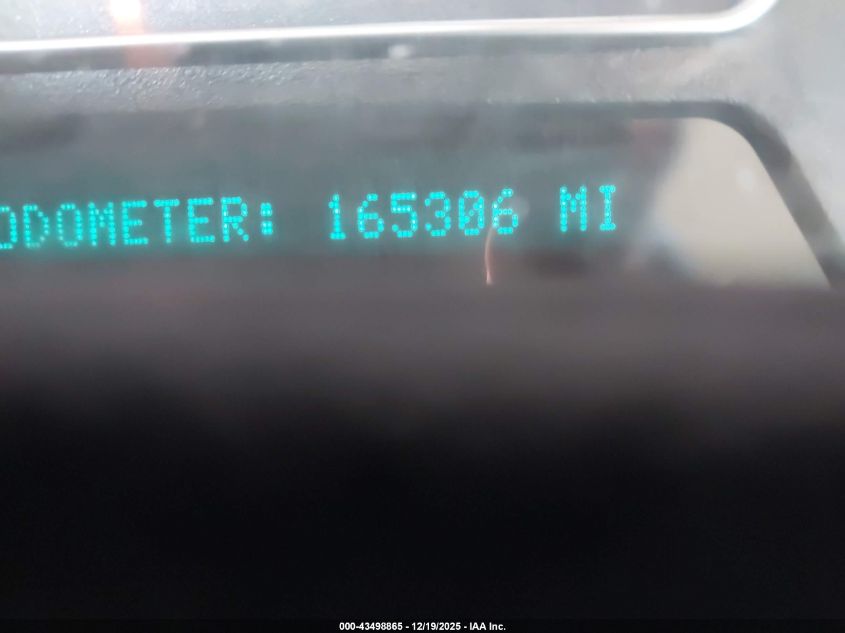 ODOMETER: 165306 MI
000-43498865 - 12/19/2025 - IAA Inc.